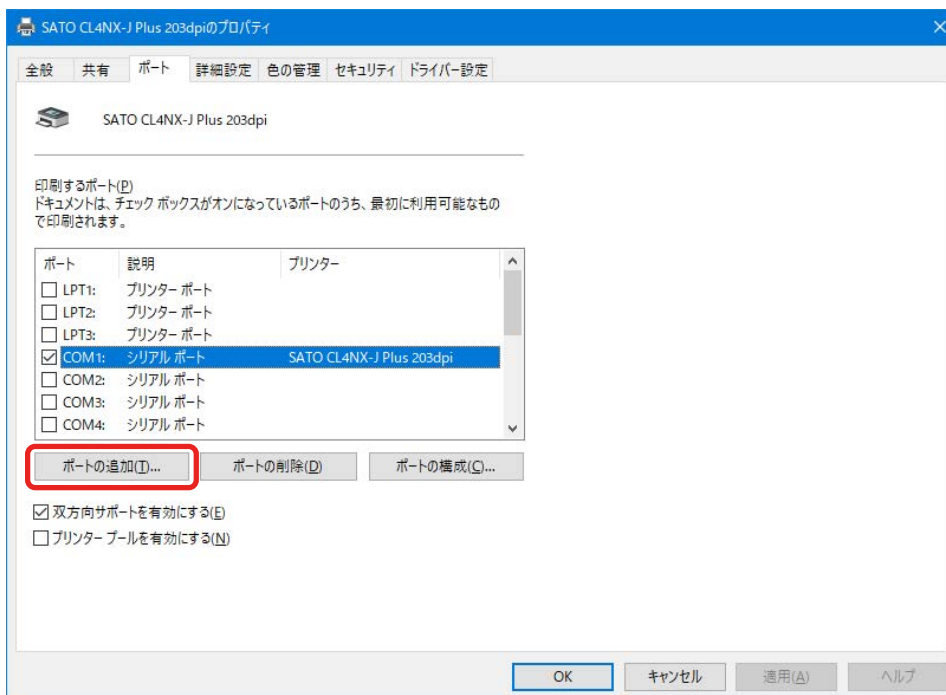 SATO CL4NX-J Plus 203dpiのプロパティ
全般 共有 ポート 詳細設定 色の管理 セキュリティ ドライバー設定
SATO CL4NX-J Plus 203dpi
印刷するポート(P)
ドキュメントは、チェック ボックスがオンになっているポートのうち、最初に利用可能なもの
で印刷されます。
ポート 説明 プリンター
LPT1: プリンター ポート
LPT2: プリンター ポート
LPT3: プリンター ポート
COM1: シリアル ポート SATO CL4NX-J Plus 203dpi
COM2: シリアル ポート
COM3: シリアル ポート
COM4: シリアル ポート
ポートの追加(T)... ポートの削除(D) ポートの構成(C)...
双方向サポートを有効にする(E)
プリンター プールを有効にする(N)
OK キャンセル 適用(A) ヘルプ